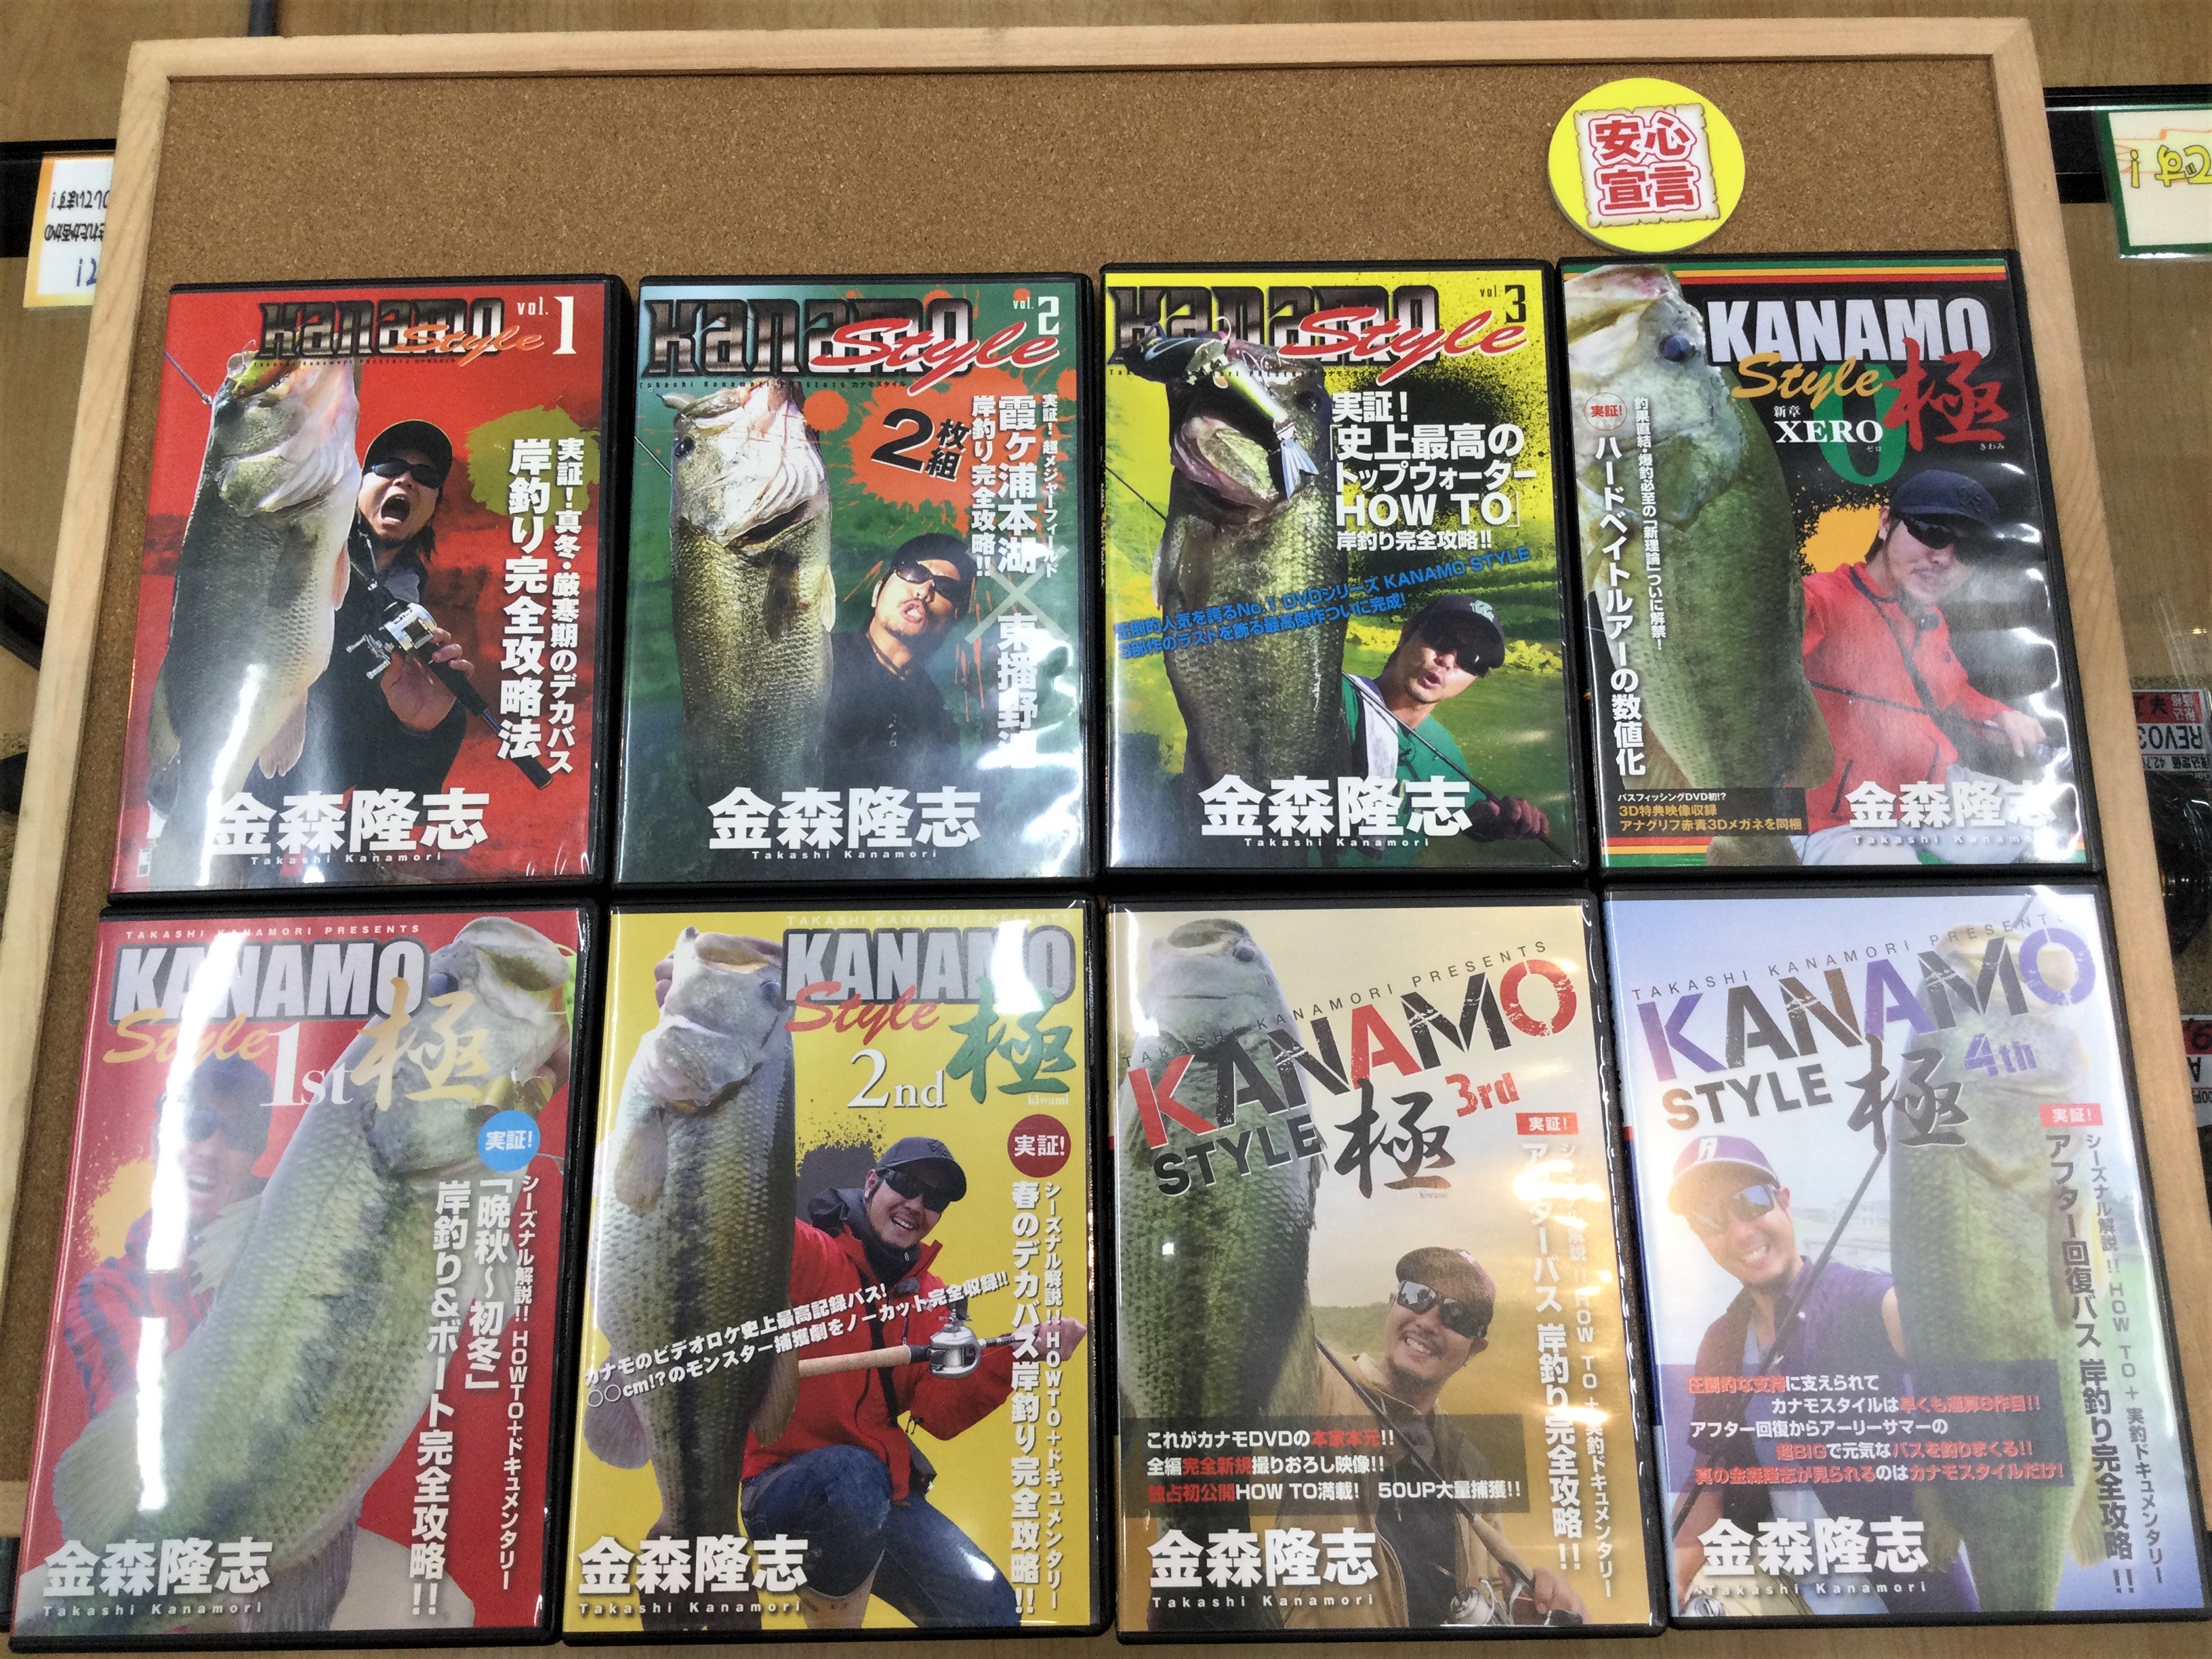 安心
宣言
Kanamo Style vol.1
実証!真冬・厳寒期のデカバス
岸釣り完全攻略法
金森隆志
Takashi Kanamori
Kanamo Style vol.2
Takashi Kanamori PRESENTS カナモスタイル
2枚組
実証!超メジャーフィールド
霞ヶ浦本湖×東播野
岸釣り完全攻略!!
金森隆志
Takashi Kanamori
Kanamo Style vol.3
実証!
「史上最高の
トップウォーター
HOW TO」
岸釣り完全攻略!!
圧倒的人気を誇るNo.1 DVDシリーズ KANAMO STYLE
3部作のラストを飾る最高傑作ついに完成!
金森隆志
Takashi Kanamori
KANAMO
Style 極
きわみ
新章
XERO
ゼロ
0
実証!
釣果直結・爆釣必至の「新理論」ついに解禁!
ハードベイトルアーの数値化
バスフィッシングDVD初!?
3D特典映像収録
アナグリフ赤青3Dメガネを同梱
金森隆志
TAKASHI KANAMORI PRESENTS
KANAMO
Style 1st 極
kiwami
実証!
シーズナル解説!! HOWTO+ドキュメンタリー
「晩秋〜初冬」
岸釣り&ボート完全攻略!!
金森隆志
Takashi Kanamori
TAKASHI KANAMORI PRESENTS
KANAMO
Style 2nd 極
kiwami
実証!
シーズナル解説!! HOWTO+ドキュメンタリー
春のデカバス岸釣り完全攻略!!
カナモのビデオロケ史上最高記録バス!
○○cm!?のモンスター捕獲劇をノーカット完全収録!!
金森隆志
Takashi Kanamori
TAKASHI KANAMORI PRESENTS
KANAMO
STYLE 極 3rd
kiwami
実証!
解説!! HOW TO+実釣ドキュメンタリー
アフターバス 岸釣り完全攻略!!
これがカナモDVDの本家本元!!
全編完全新規撮りおろし映像!!
独占初公開HOW TO満載! 50UP大量捕獲!!
金森隆志
Takashi Kanamori
TAKASHI KANAMORI PRESENTS
KANAMO
STYLE 極 4th
実証!
シーズナル解説!! HOW TO+実釣ドキュメンタリー
アフター回復バス 岸釣り完全攻略!!
圧倒的な支持に支えられて
カナモスタイルは早くも通算8作目!!
アフター回復からアーリーサマーの
超BIGで元気なバスを釣りまくる!!
真の金森隆志が見られるのはカナモスタイルだけ!
金森隆志
Takashi Kanamori